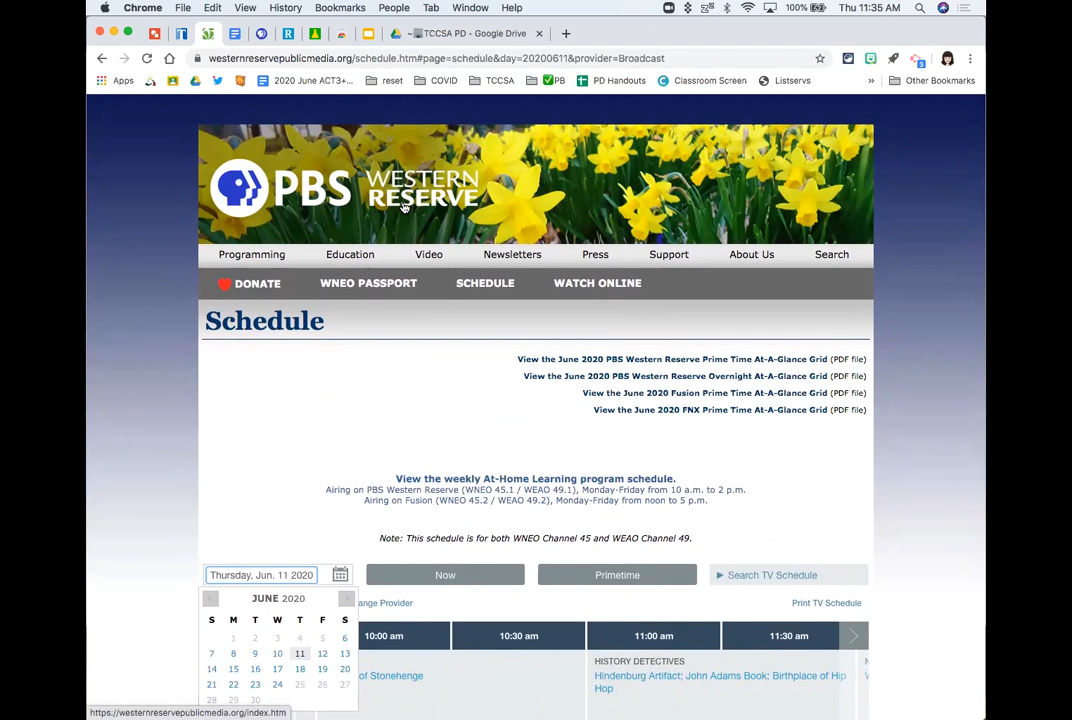 Chrome File Edit View History Bookmarks People Tab Window Help 100% Thu 11:35 AM
TCCSA PD - Google Drive
westernreservepublicmedia.org/schedule.htm#page=schedule&day=20200611&provider=Broadcast
Apps 2020 June ACT3+... reset COVID TCCSA PB PD Handouts Classroom Screen Listservs » Other Bookmarks
PBS WESTERN RESERVE
Programming Education Video Newsletters Press Support About Us Search
DONATE WNEO PASSPORT SCHEDULE WATCH ONLINE
Schedule
View the June 2020 PBS Western Reserve Prime Time At-A-Glance Grid (PDF file)
View the June 2020 PBS Western Reserve Overnight At-A-Glance Grid (PDF file)
View the June 2020 Fusion Prime Time At-A-Glance Grid (PDF file)
View the June 2020 FNX Prime Time At-A-Glance Grid (PDF file)
View the weekly At-Home Learning program schedule.
Airing on PBS Western Reserve (WNEO 45.1 / WEAO 49.1), Monday-Friday from 10 a.m. to 2 p.m.
Airing on Fusion (WNEO 45.2 / WEAO 49.2), Monday-Friday from noon to 5 p.m.
Note: This schedule is for both WNEO Channel 45 and WEAO Channel 49.
Thursday, Jun. 11 2020 Now Primetime Search TV Schedule
JUNE 2020 ange Provider Print TV Schedule
S M T W T F S
1 2 3 4 5 6
7 8 9 10 11 12 13
14 15 16 17 18 19 20
21 22 23 24 25 26 27
28 29 30
10:00 am 10:30 am 11:00 am 11:30 am
HISTORY DETECTIVES
of Stonehenge Hindenburg Artifact; John Adams Book; Birthplace of Hip
Hop
https://westernreservepublicmedia.org/index.htm